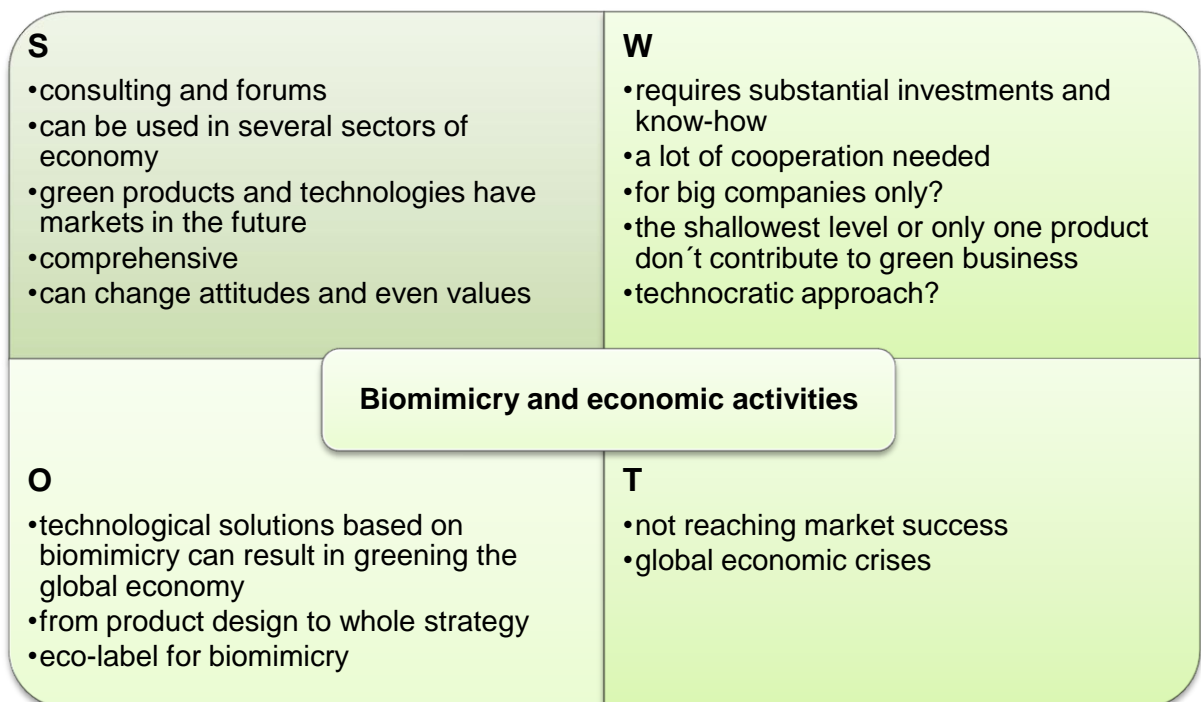 S
•consulting and forums
•can be used in several sectors of
economy
•green products and technologies have
markets in the future
•comprehensive
•can change attitudes and even values
W
•requires substantial investments and
know-how
•a lot of cooperation needed
•for big companies only?
•the shallowest level or only one product
don´t contribute to green business
•technocratic approach?
Biomimicry and economic activities
O
•technological solutions based on
biomimicry can result in greening the
global economy
•from product design to whole strategy
•eco-label for biomimicry
T
•not reaching market success
•global economic crises